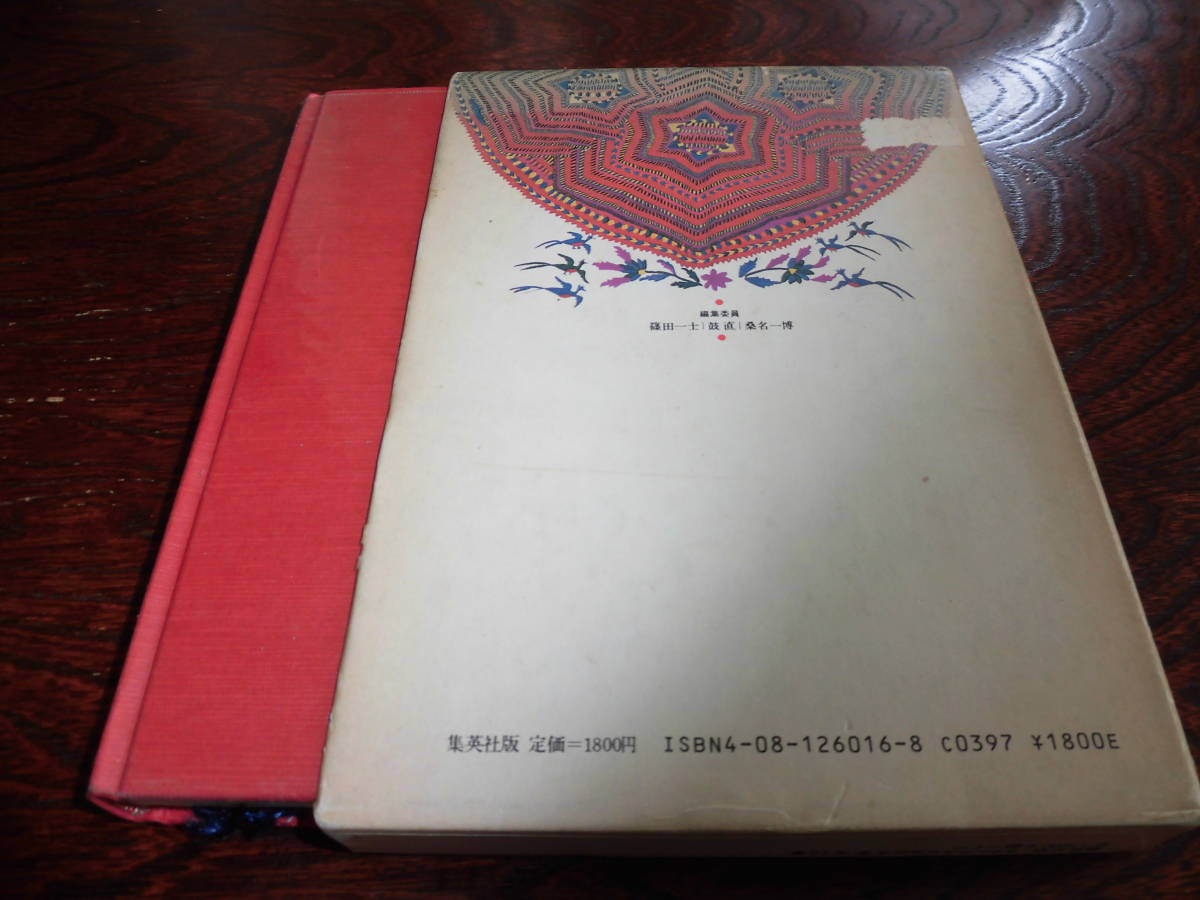 編集委員
篠田一士|鼓直|桑名一博
集英社版 定価=1800円 ISBN4-08-126016-8 C0397 ¥1800E